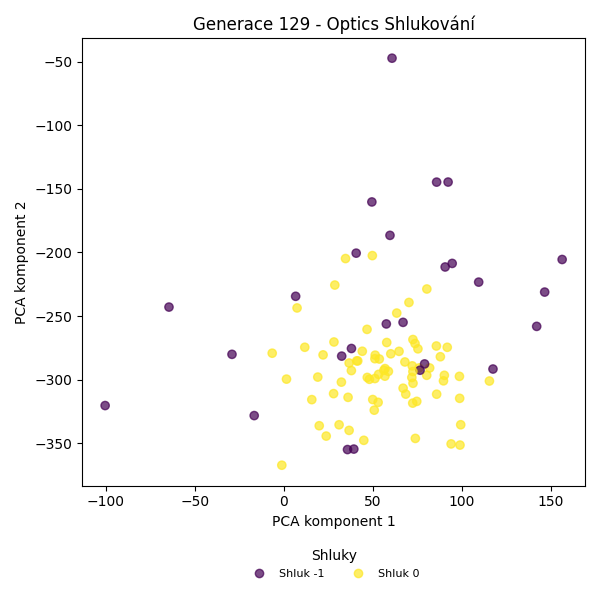 Generace 129 - Optics Shlukování
PCA komponent 2
−50
−100
−150
−200
−250
−300
−350
−100 −50 0 50 100 150
PCA komponent 1
Shluky
Shluk -1 Shluk 0